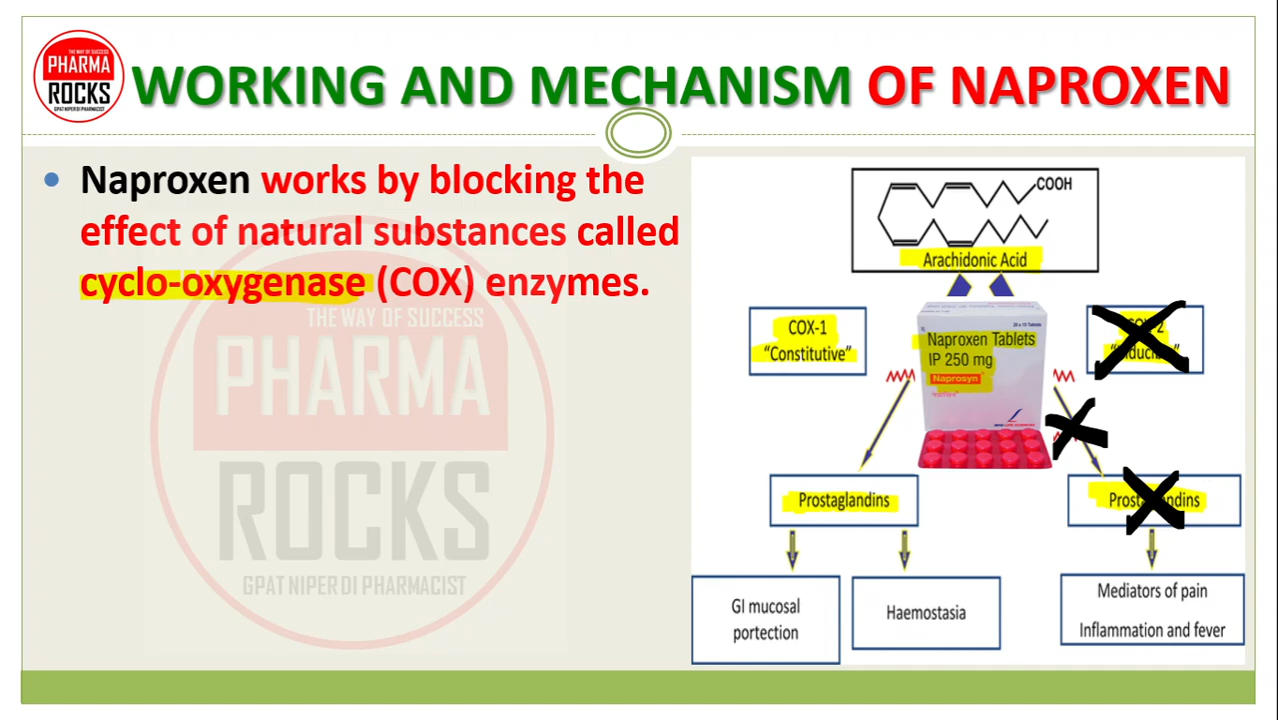 THE WAY OF SUCCESS
PHARMA
ROCKS
GPAT NIPER DI PHARMACIST
WORKING AND MECHANISM OF NAPROXEN
• Naproxen works by blocking the
effect of natural substances called
cyclo-oxygenase (COX) enzymes.
THE WAY OF SUCCESS
PHARMA
ROCKS
GPAT NIPER DI PHARMACIST
COOH
Arachidonic Acid
COX-1
"Constitutive"
20 x 15 Tablets
Naproxen Tablets
IP 250 mg
Naprosyn
Prostaglandins
GI mucosal
portection
Haemostasia
Mediators of pain
Inflammation and fever